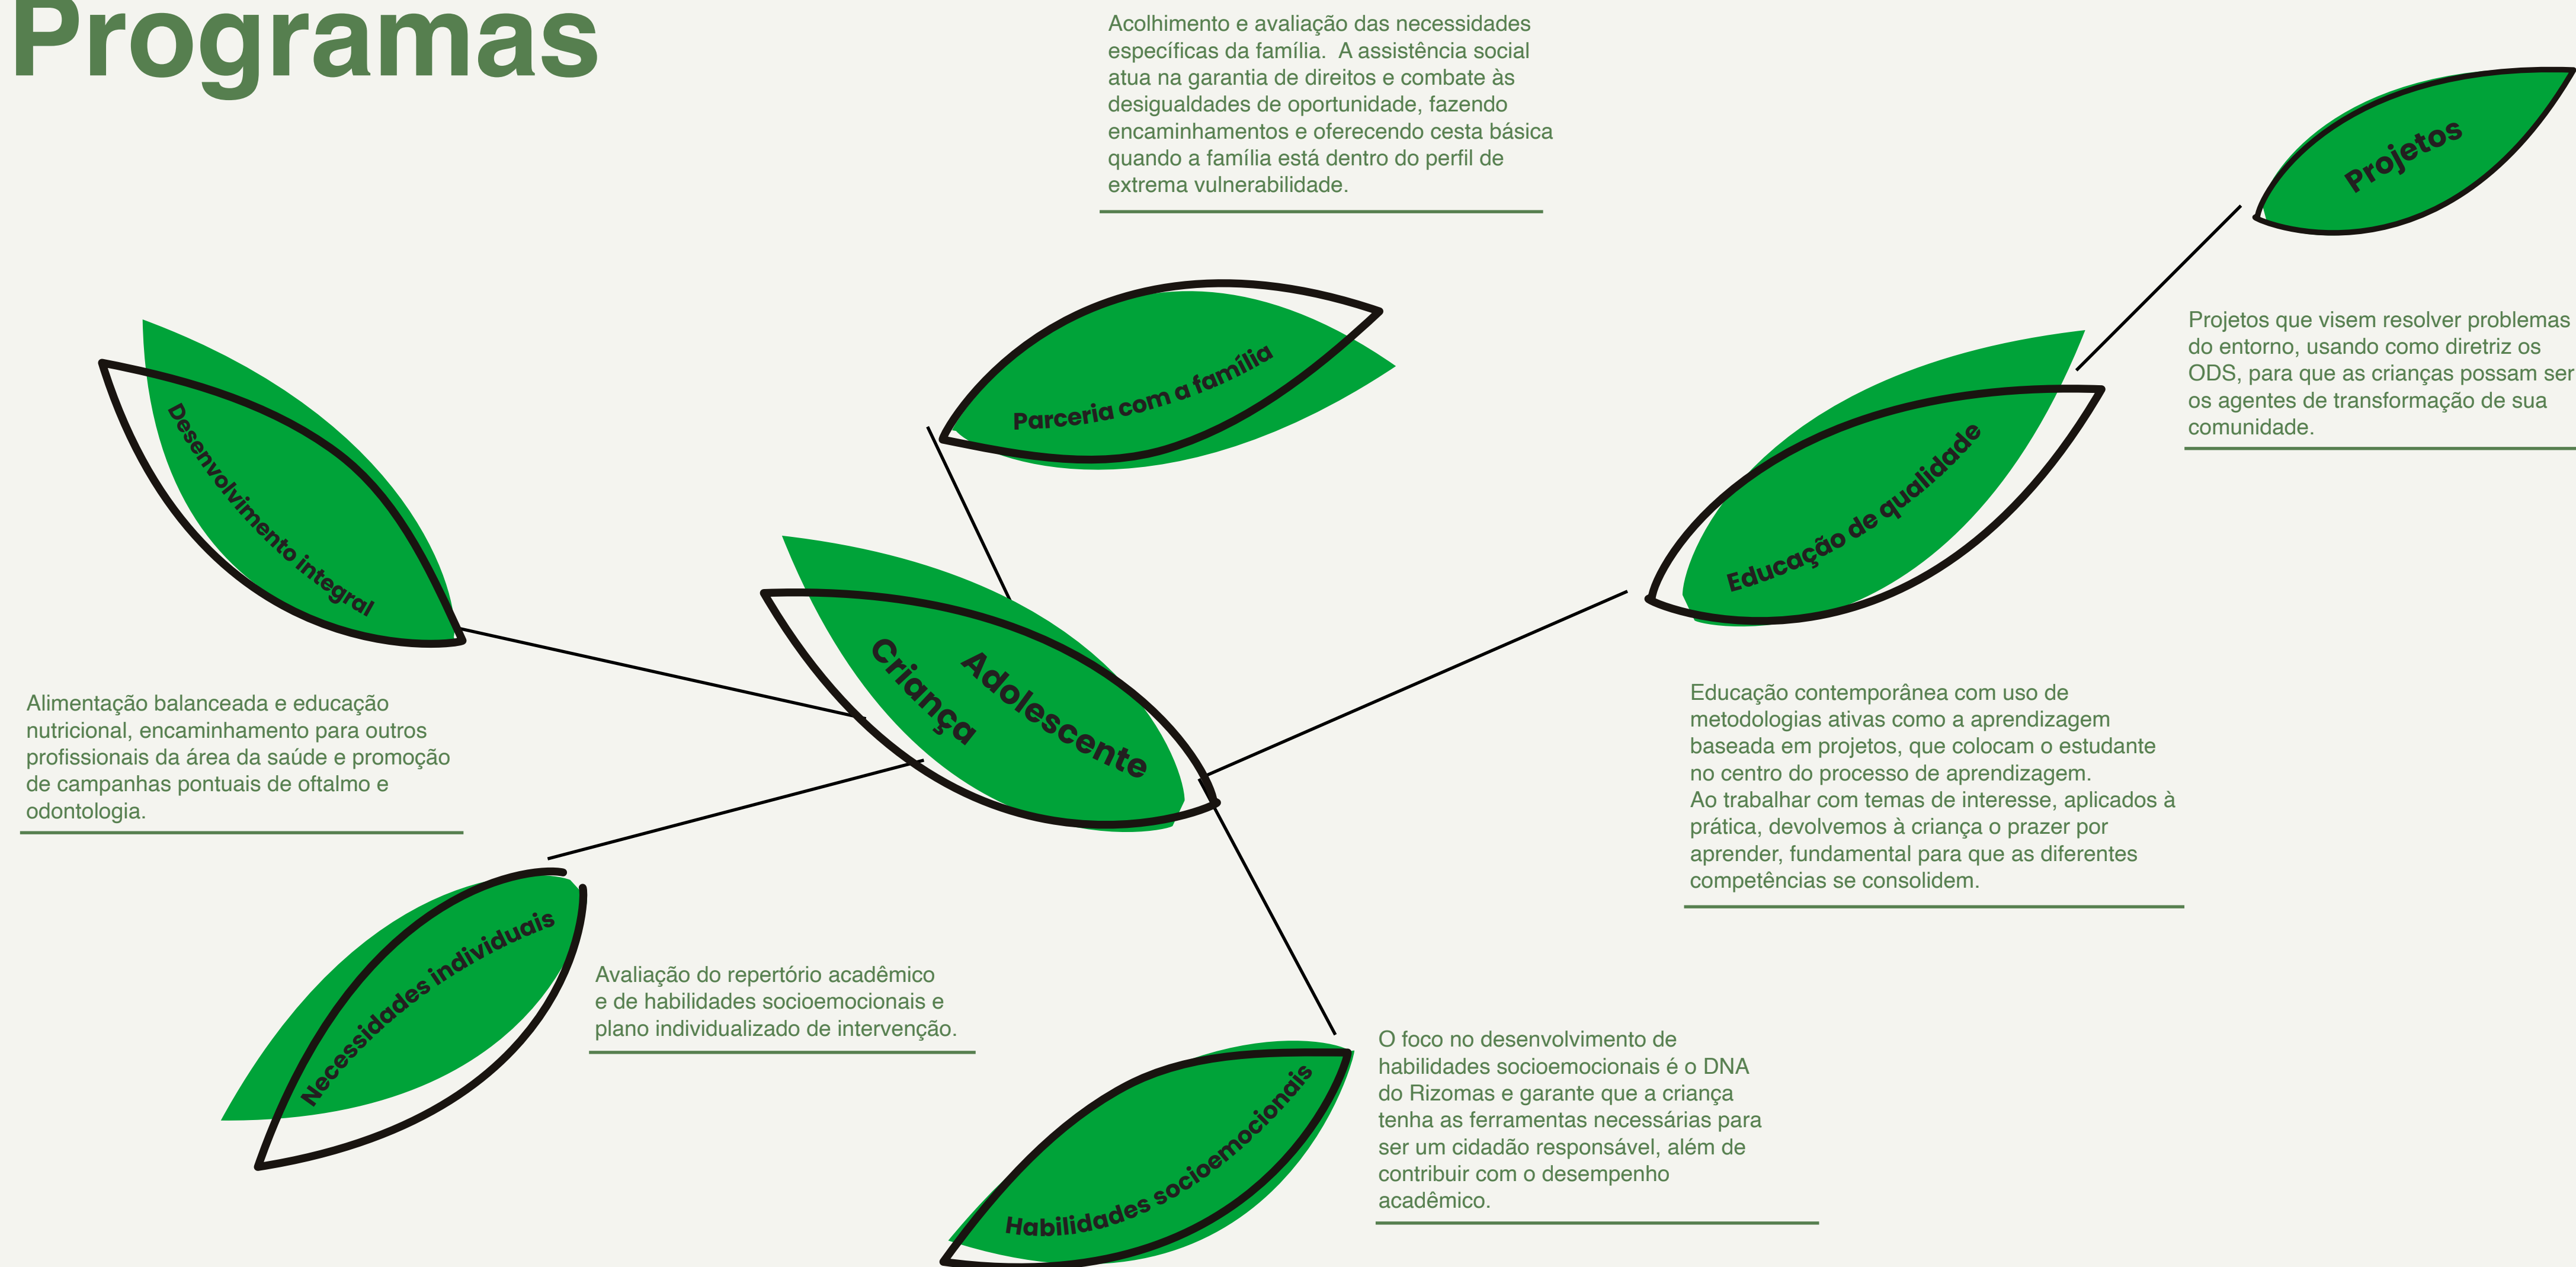 Programas
Acolhimento e avaliação das necessidades
específicas da família.  A assistência social
atua na garantia de direitos e combate às
desigualdades de oportunidade, fazendo
encaminhamentos e oferecendo cesta básica
quando a família está dentro do perfil de
extrema vulnerabilidade.
Projetos
Projetos que visem resolver problemas
do entorno, usando como diretriz os
ODS, para que as crianças possam ser
os agentes de transformação de sua
comunidade.
Parceria com a família
Desenvolvimento integral
Educação de qualidade
Criança
Adolescente
Alimentação balanceada e educação
nutricional, encaminhamento para outros
profissionais da área da saúde e promoção
de campanhas pontuais de oftalmo e
odontologia.
Educação contemporânea com uso de
metodologias ativas como a aprendizagem
baseada em projetos, que colocam o estudante
no centro do processo de aprendizagem.
Ao trabalhar com temas de interesse, aplicados à
prática, devolvemos à criança o prazer por
aprender, fundamental para que as diferentes
competências se consolidem.
Necessidades individuais
Avaliação do repertório acadêmico
e de habilidades socioemocionais e
plano individualizado de intervenção.
Habilidades socioemocionais
O foco no desenvolvimento de
habilidades socioemocionais é o DNA
do Rizomas e garante que a criança
tenha as ferramentas necessárias para
ser um cidadão responsável, além de
contribuir com o desempenho
acadêmico.